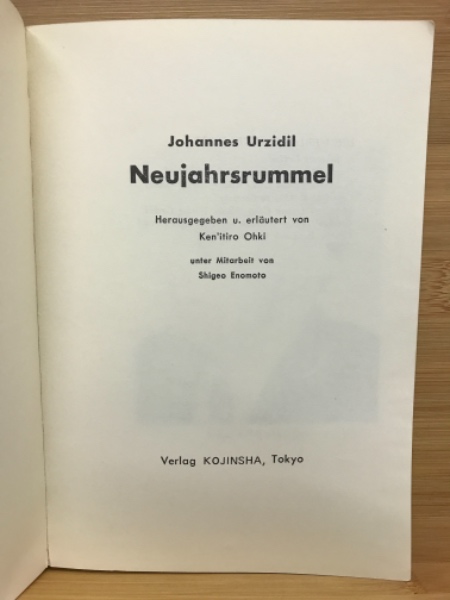 Johannes Urzidil
Neujahrsrummel
Herausgegeben u. erläutert von
Ken'itiro Ohki
unter Mitarbeit von
Shigeo Enomoto
Verlag KOJINSHA, Tokyo